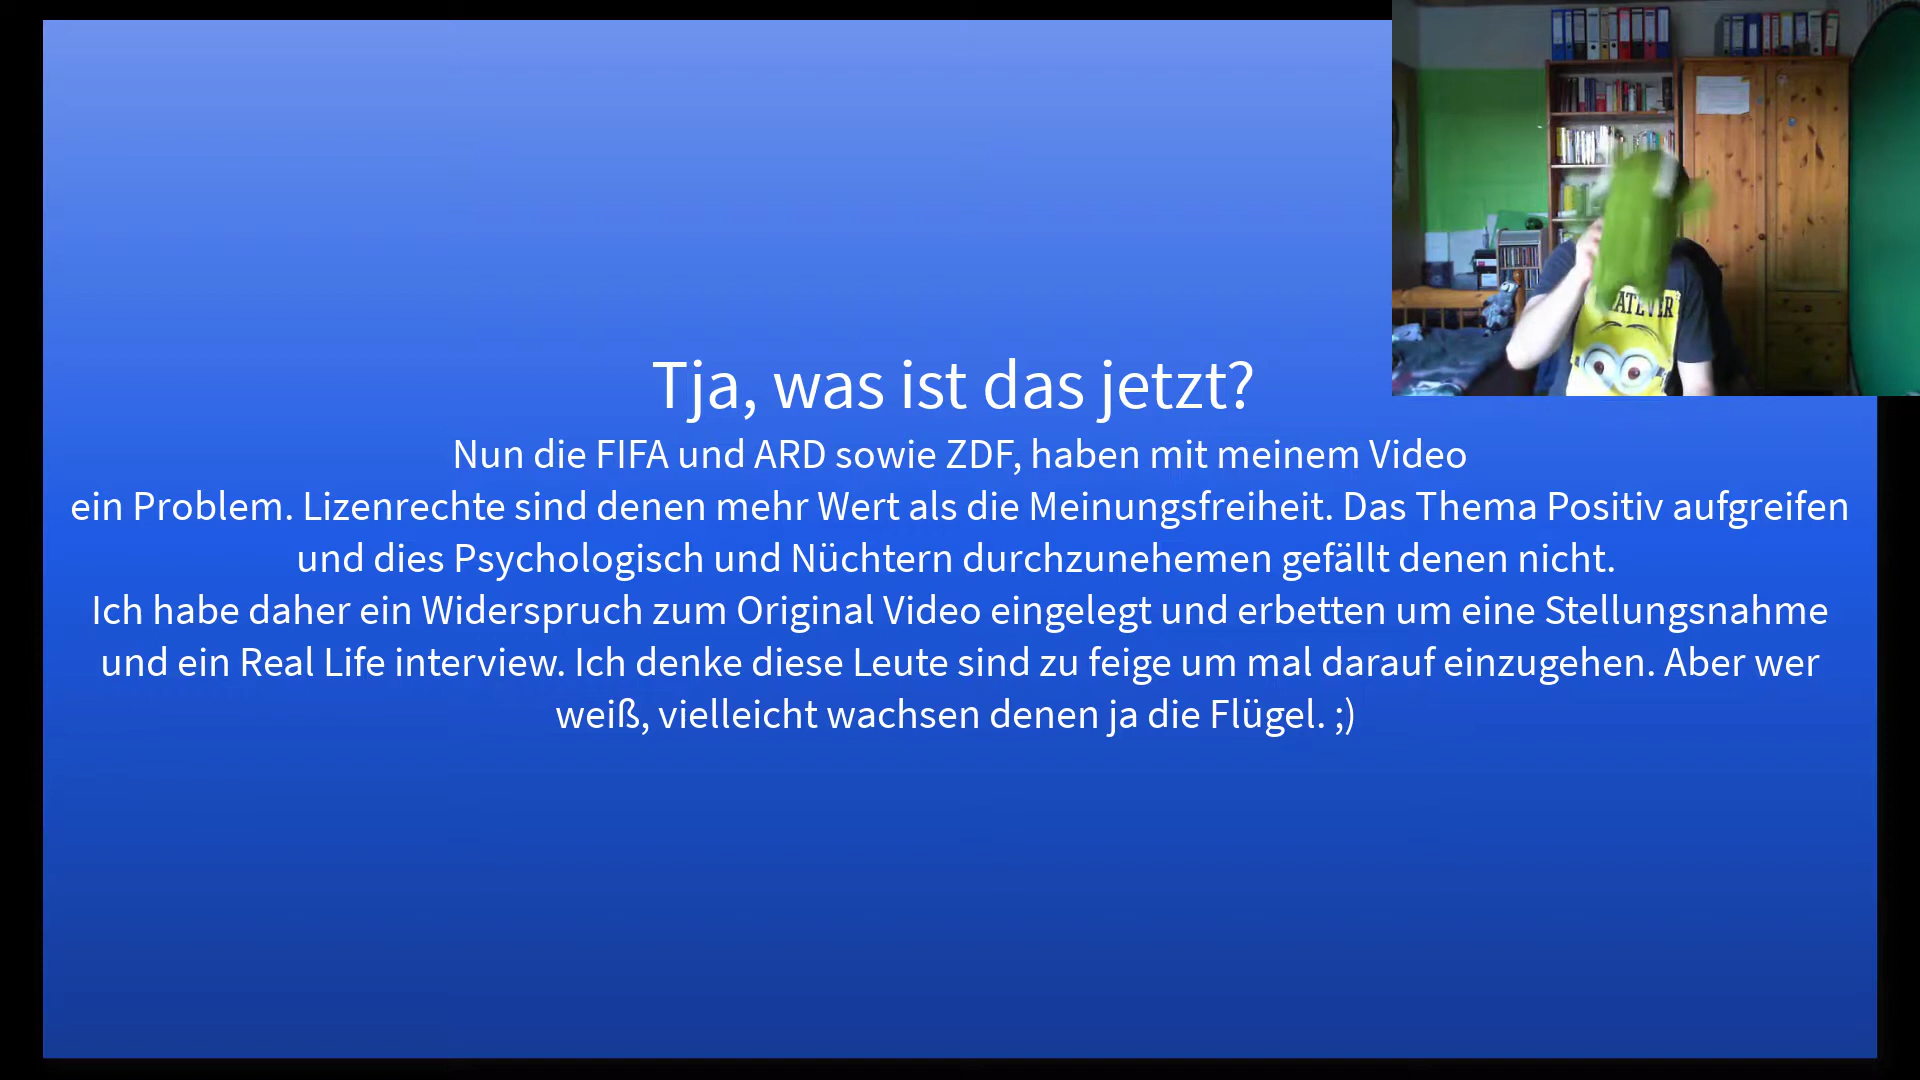 Tja, was ist das jetzt?
Nun die FIFA und ARD sowie ZDF, haben mit meinem Video
ein Problem. Lizenrechte sind denen mehr Wert als die Meinungsfreiheit. Das Thema Positiv aufgreifen
und dies Psychologisch und Nüchtern durchzunehemen gefällt denen nicht.
Ich habe daher ein Widerspruch zum Original Video eingelegt und erbetten um eine Stellungsnahme
und ein Real Life interview. Ich denke diese Leute sind zu feige um mal darauf einzugehen. Aber wer
weiß, vielleicht wachsen denen ja die Flügel. ;)